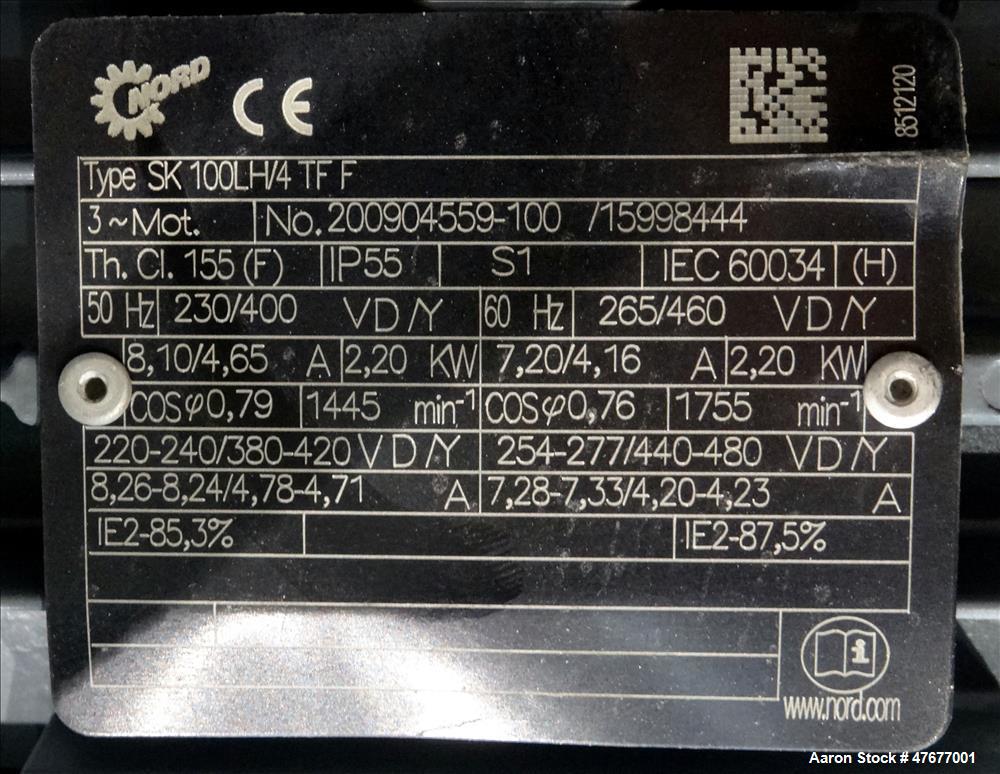 NORD CE
8512120
Type SK 100LH/4 TF F
3~Mot. No. 200904559-100 /15998444
Th. Cl. 155 (F) IP55 S1 IEC 60034 (H)
50 Hz 230/400 V D/Y 60 Hz 265/460 V D/Y
8,10/4,65 A 2,20 KW 7,20/4,16 A 2,20 KW
COSφ0,79 1445 min-1 COSφ0,76 1755 min-1
220-240/380-420 V D/Y 254-277/440-480 V D/Y
8,26-8,24/4,78-4,71 A 7,28-7,33/4,20-4,23 A
IE2-85,3% IE2-87,5%
i
www.nord.com
Aaron Stock # 47677001